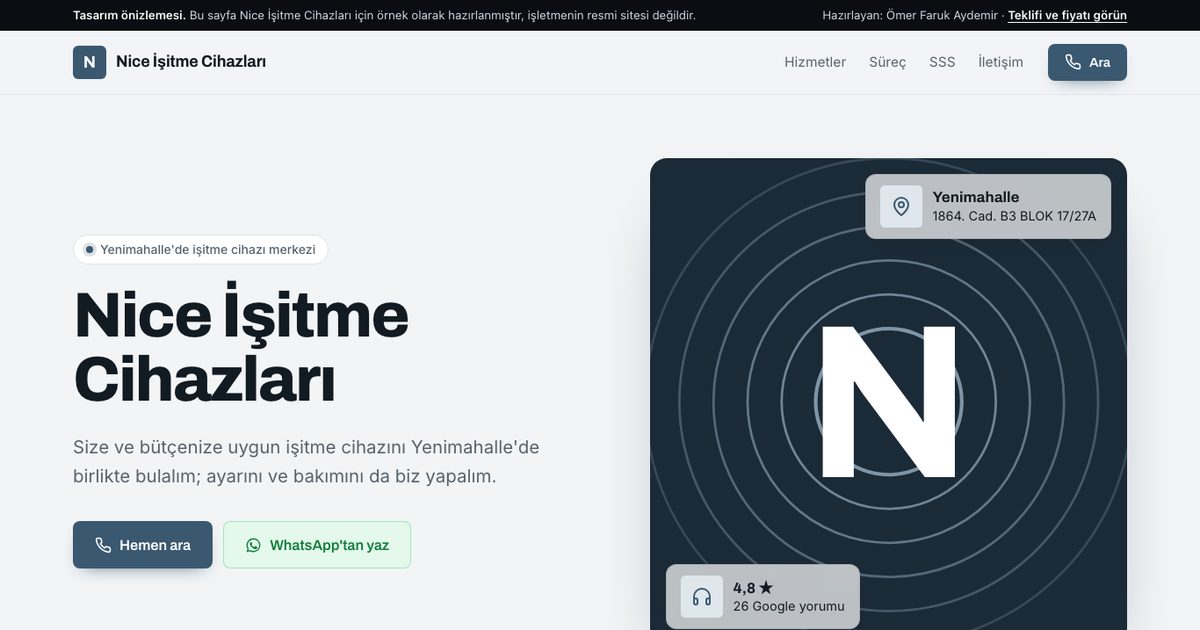 Tasarım önizlemesi. Bu sayfa Nice İşitme Cihazları için örnek olarak hazırlanmıştır, işletmenin resmi sitesi değildir.
Hazırlayan: Ömer Faruk Aydemir · Teklifi ve fiyatı görün
N
Nice İşitme Cihazları
Hizmetler
Süreç
SSS
İletişim
Ara
Yenimahalle'de işitme cihazı merkezi
Nice İşitme
Cihazları
Size ve bütçenize uygun işitme cihazını Yenimahalle'de
birlikte bulalım; ayarını ve bakımını da biz yapalım.
Hemen ara
WhatsApp'tan yaz
Yenimahalle
1864. Cad. B3 BLOK 17/27A
N
4,8 ★
26 Google yorumu